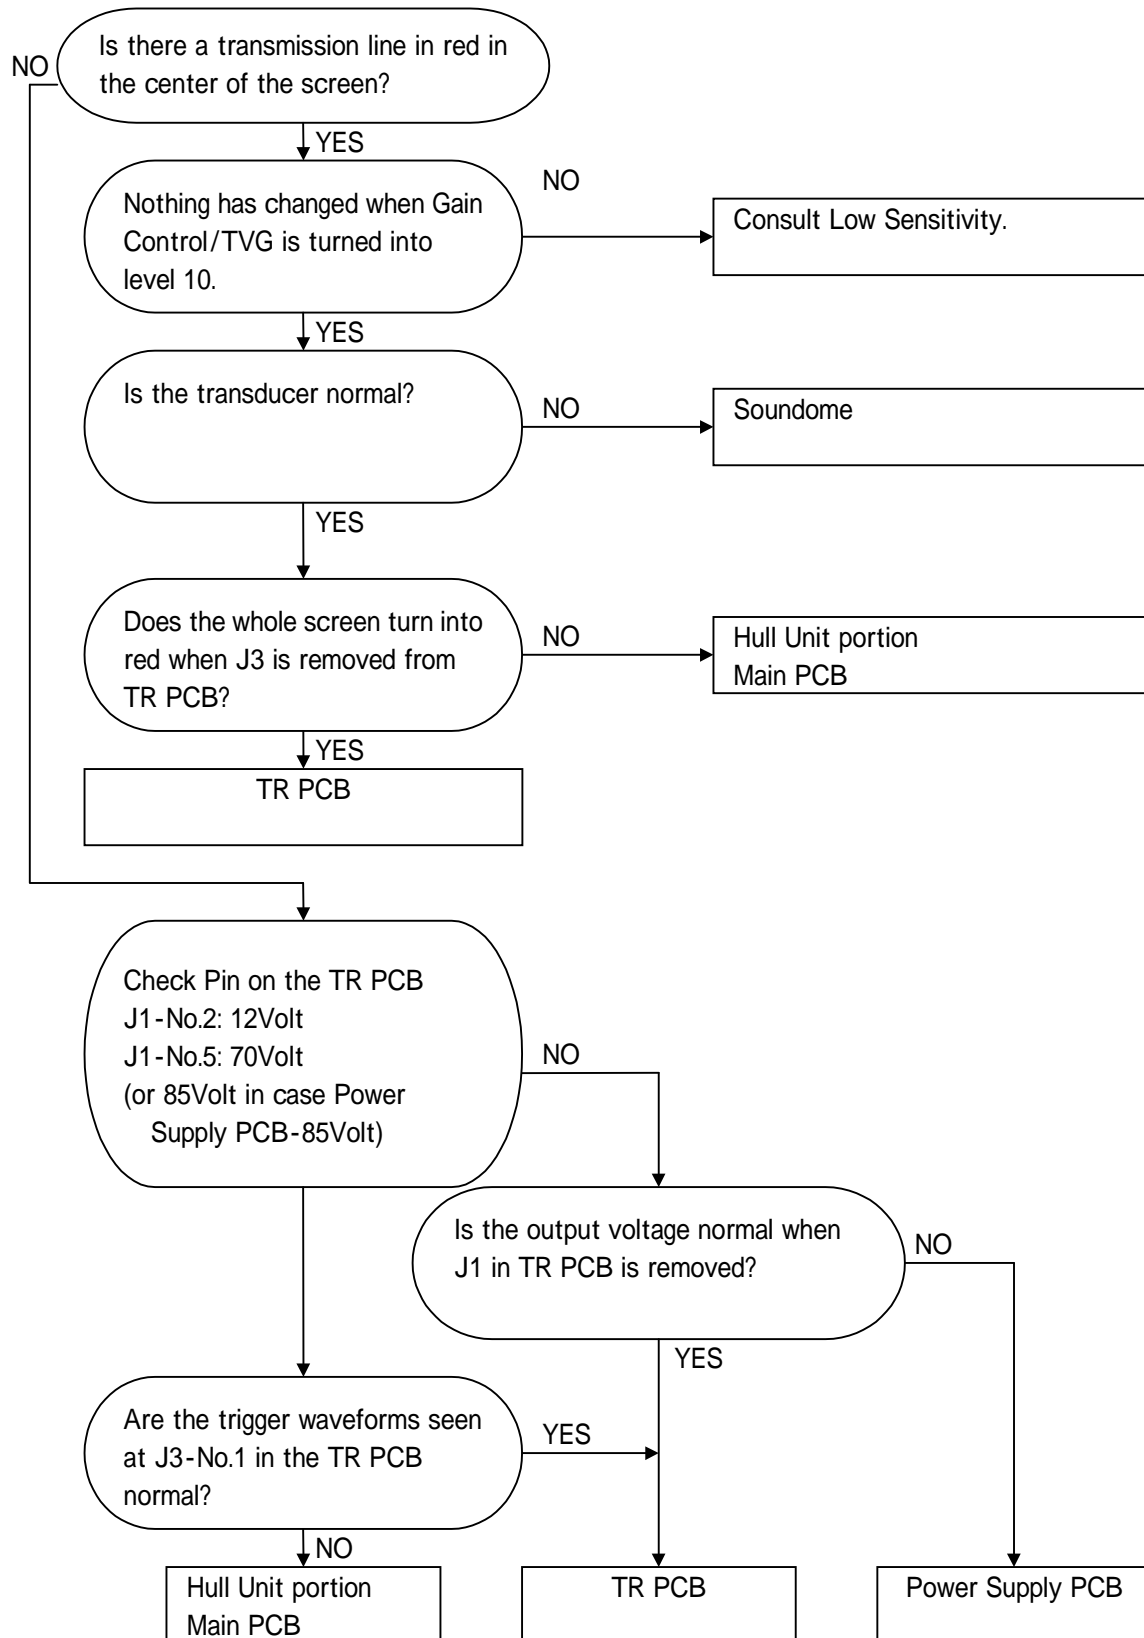 Is there a transmission line in red in
the center of the screen?
NO
YES
Nothing has changed when Gain
Control/TVG is turned into
level 10.
NO
Consult Low Sensitivity.
YES
Is the transducer normal?
NO
Soundome
YES
Does the whole screen turn into
red when J3 is removed from
TR PCB?
NO
Hull Unit portion
Main PCB
YES
TR PCB
Check Pin on the TR PCB
J1-No.2: 12Volt
J1-No.5: 70Volt
(or 85Volt in case Power
Supply PCB-85Volt)
NO
Is the output voltage normal when
J1 in TR PCB is removed?
NO
YES
Are the trigger waveforms seen
at J3-No.1 in the TR PCB
normal?
YES
NO
Hull Unit portion
Main PCB
TR PCB
Power Supply PCB